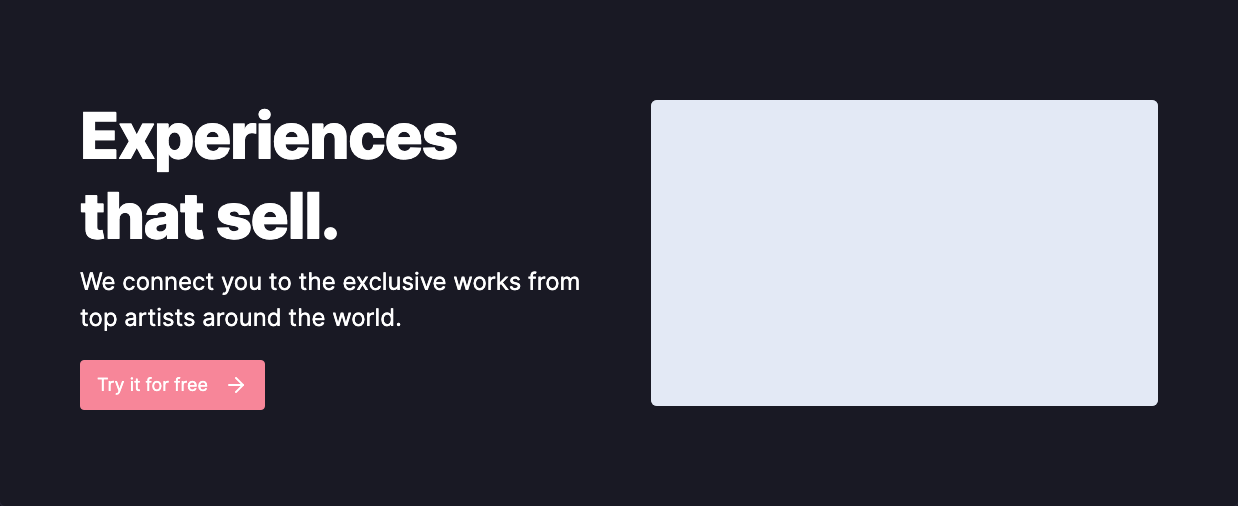 Experiences
that sell.
We connect you to the exclusive works from
top artists around the world.
Try it for free